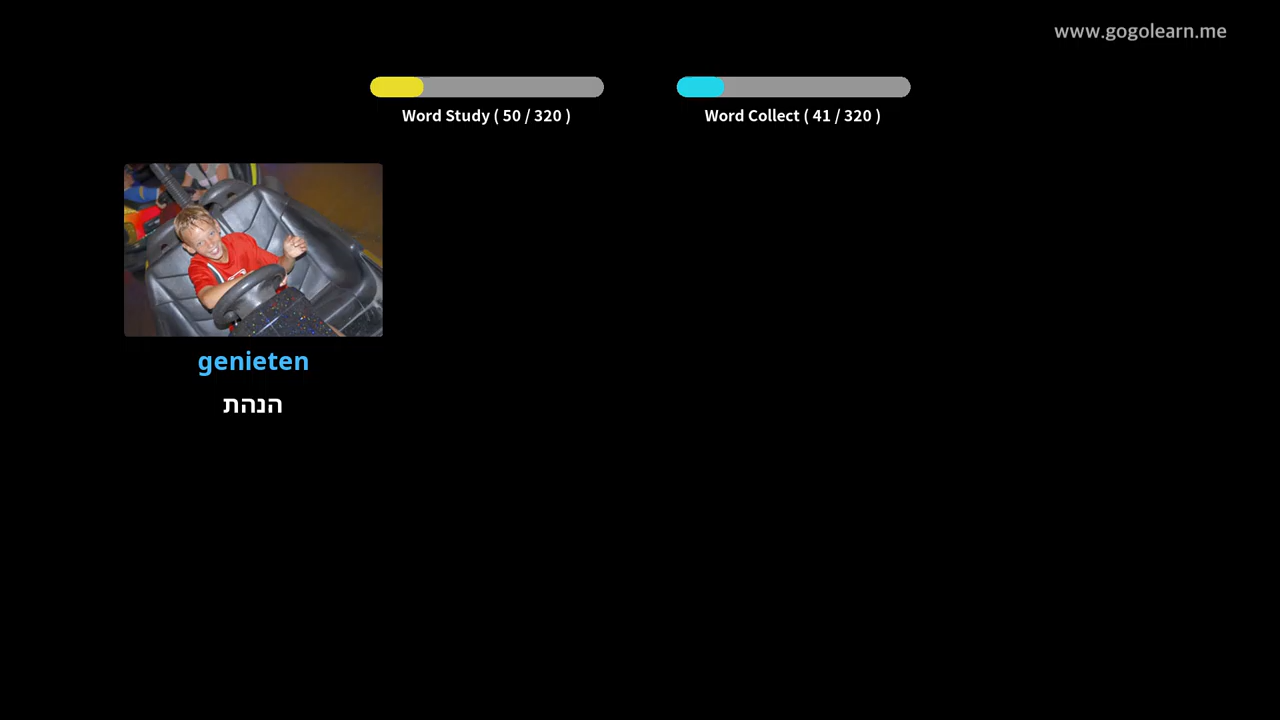 www.gogolearn.me
Word Study ( 50 / 320 )
Word Collect ( 41 / 320 )
genieten
הנהת